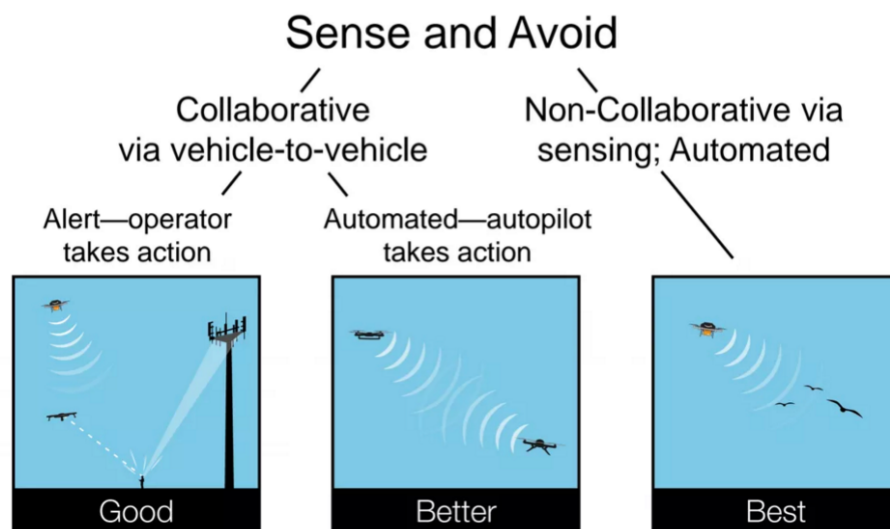 Sense and Avoid
Collaborative
via vehicle-to-vehicle
Non-Collaborative via
sensing; Automated
Alert—operator
takes action
Automated—autopilot
takes action
Good
Better
Best